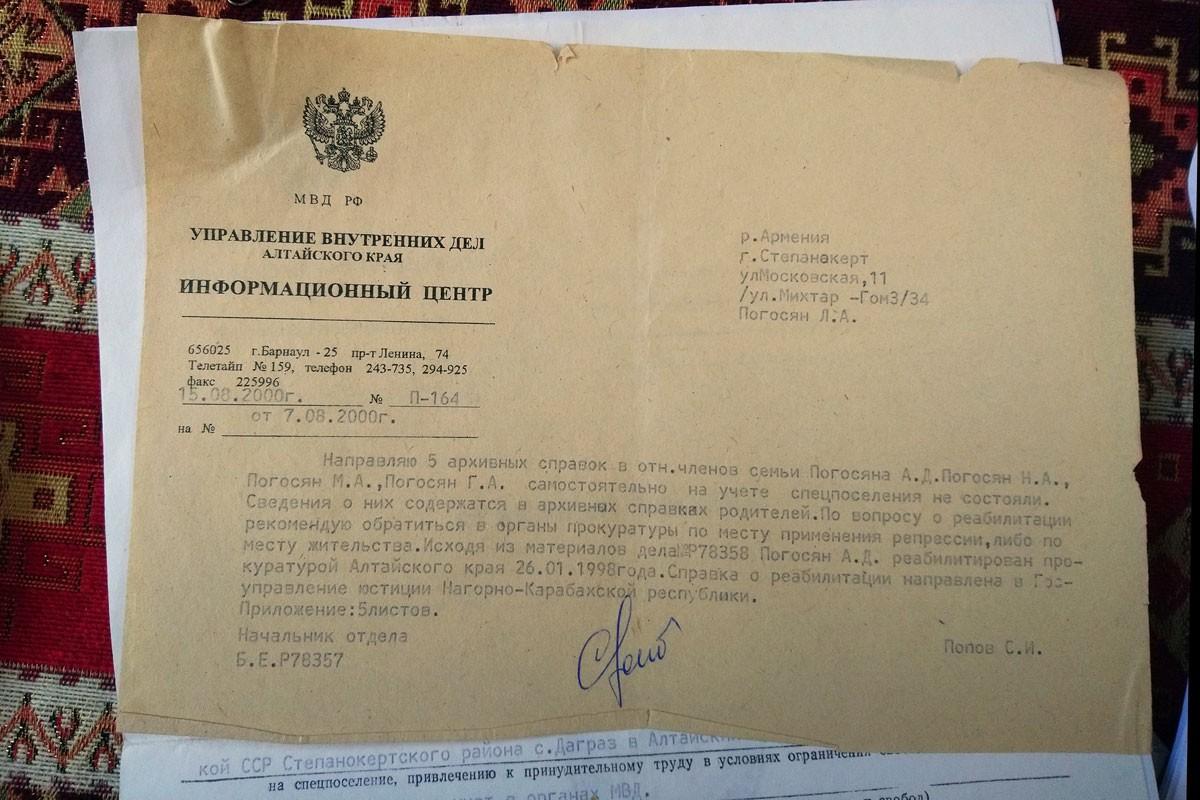 МВД РФ
УПРАВЛЕНИЕ ВНУТРЕННИХ ДЕЛ
АЛТАЙСКОГО КРАЯ
ИНФОРМАЦИОННЫЙ ЦЕНТР
656025 г.Барнаул - 25 пр-т Ленина, 74
Телетайп № 159, телефон 243-735, 294-925
факс 225996
15.08.2000г. № П-164
от 7.08.2000г.
на №
р.Армения
г.Степанакерт
улМосковская,11
/ул.Михтар -Гом3/34
Погосян Л.А.
Направляю 5 архивных справок в отн.членов семьи Погосяна А.Д.Погосян Н.А.,
Погосян М.А.,Погосян Г.А. самостоятельно на учете спецпоселения не состояли.
Сведения о них содержатся в архивных справках родителей.По вопросу о реабилитации
рекомендую обратиться в органы прокуратуры по месту применения репрессии,либо по
месту жительства.Исходя из материалов дела№Р78358 Погосян А.Д. реабилитирован про-
куратурой Алтайского края 26.01.1998года.Справка о реабилитации направлена в Гос-
управление юстиции Нагорно-Карабахской республики.
Приложение:5листов.
Начальник отдела
Попов С.И.
Б.Е.Р78357
кой ССР Степанокертского района с.Даграз в Алтайский
на спецпоселение, привлечению к принудительному труду в условиях ограничения
органах МВД.
свобод)